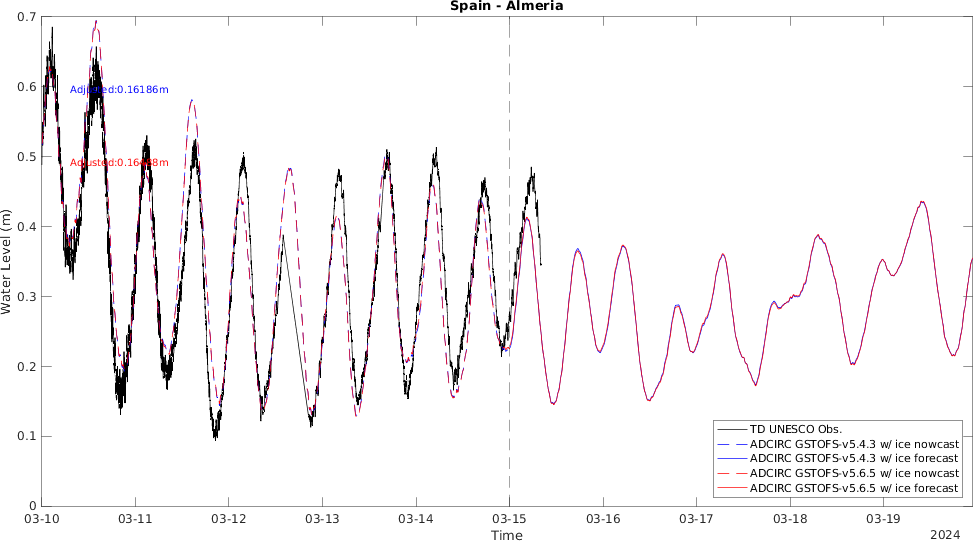 Spain - Almeria
0.7
0.6
0.5
0.4
0.3
0.2
0.1
0
Water Level (m)
Adjusted:0.16186m
TD UNESCO Obs.
ADCIRC GSTOFS-v5.4.3 w/ ice nowcast
ADCIRC GSTOFS-v5.4.3 w/ ice forecast
ADCIRC GSTOFS-v5.6.5 w/ ice nowcast
ADCIRC GSTOFS-v5.6.5 w/ ice forecast
03-10 03-11 03-12 03-13 03-14 03-15 03-16 03-17 03-18 03-19
Time
2024